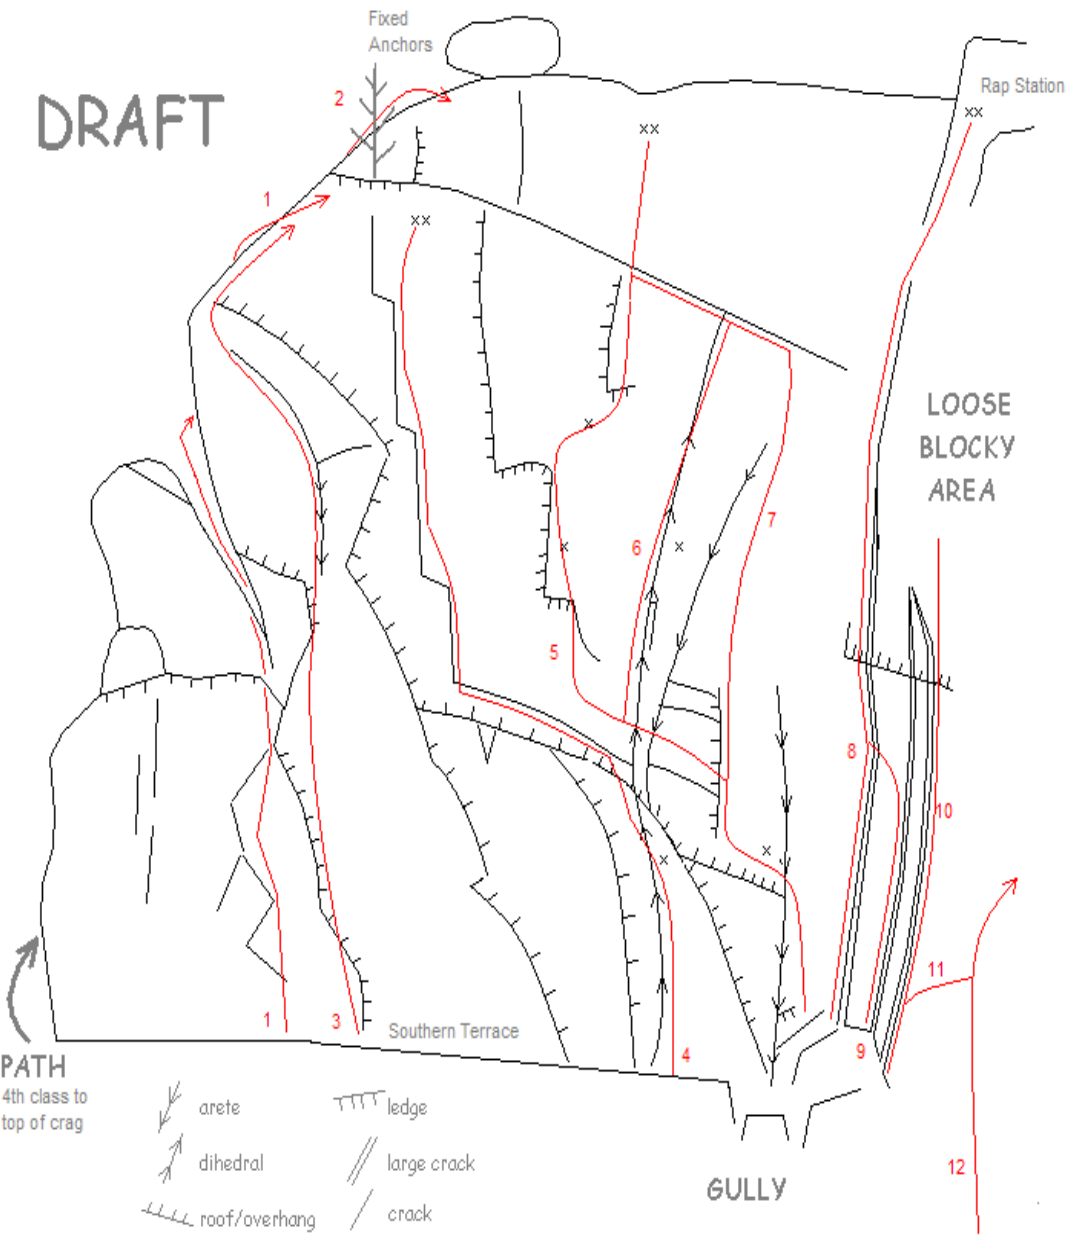 Fixed
Anchors
2
Rap Station
DRAFT
xx
xx
1
xx
LOOSE
BLOCKY
AREA
x
7
6
x
x
5
8
10
x
x
11
1
3
Southern Terrace
4
9
PATH
4th class to
top of crag
arete
ledge
dihedral
large crack
12
GULLY
roof/overhang
crack